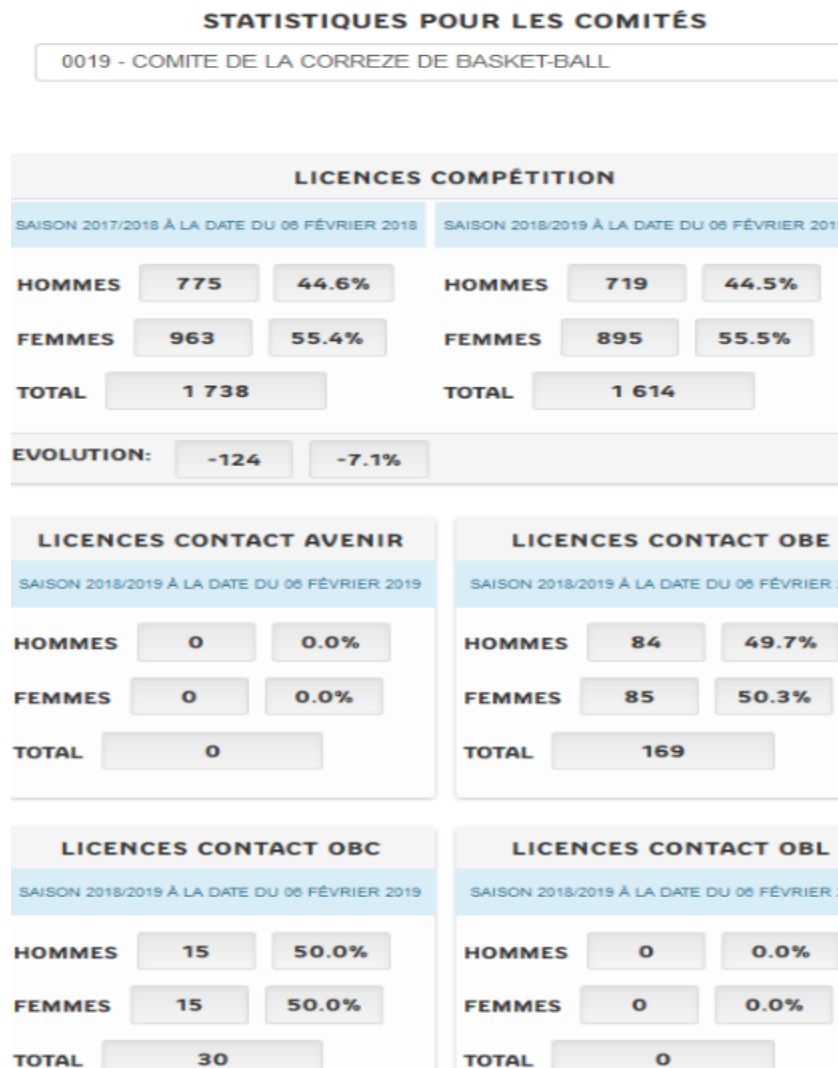 STATISTIQUES POUR LES COMITÉS
0019 - COMITE DE LA CORREZE DE BASKET-BALL
LICENCES COMPÉTITION
SAISON 2017/2018 À LA DATE DU 06 FÉVRIER 2018 SAISON 2018/2019 À LA DATE DU 06 FÉVRIER 201
HOMMES 775 44.6% HOMMES 719 44.5%
FEMMES 963 55.4% FEMMES 895 55.5%
TOTAL 1 738 TOTAL 1 614
EVOLUTION: -124 -7.1%
LICENCES CONTACT AVENIR LICENCES CONTACT OBE
SAISON 2018/2019 À LA DATE DU 06 FÉVRIER 2019 SAISON 2018/2019 À LA DATE DU 06 FÉVRIER
HOMMES 0 0.0% HOMMES 84 49.7%
FEMMES 0 0.0% FEMMES 85 50.3%
TOTAL 0 TOTAL 169
LICENCES CONTACT OBC LICENCES CONTACT OBL
SAISON 2018/2019 À LA DATE DU 06 FÉVRIER 2019 SAISON 2018/2019 À LA DATE DU 06 FÉVRIER
HOMMES 15 50.0% HOMMES 0 0.0%
FEMMES 15 50.0% FEMMES 0 0.0%
TOTAL 30 TOTAL 0